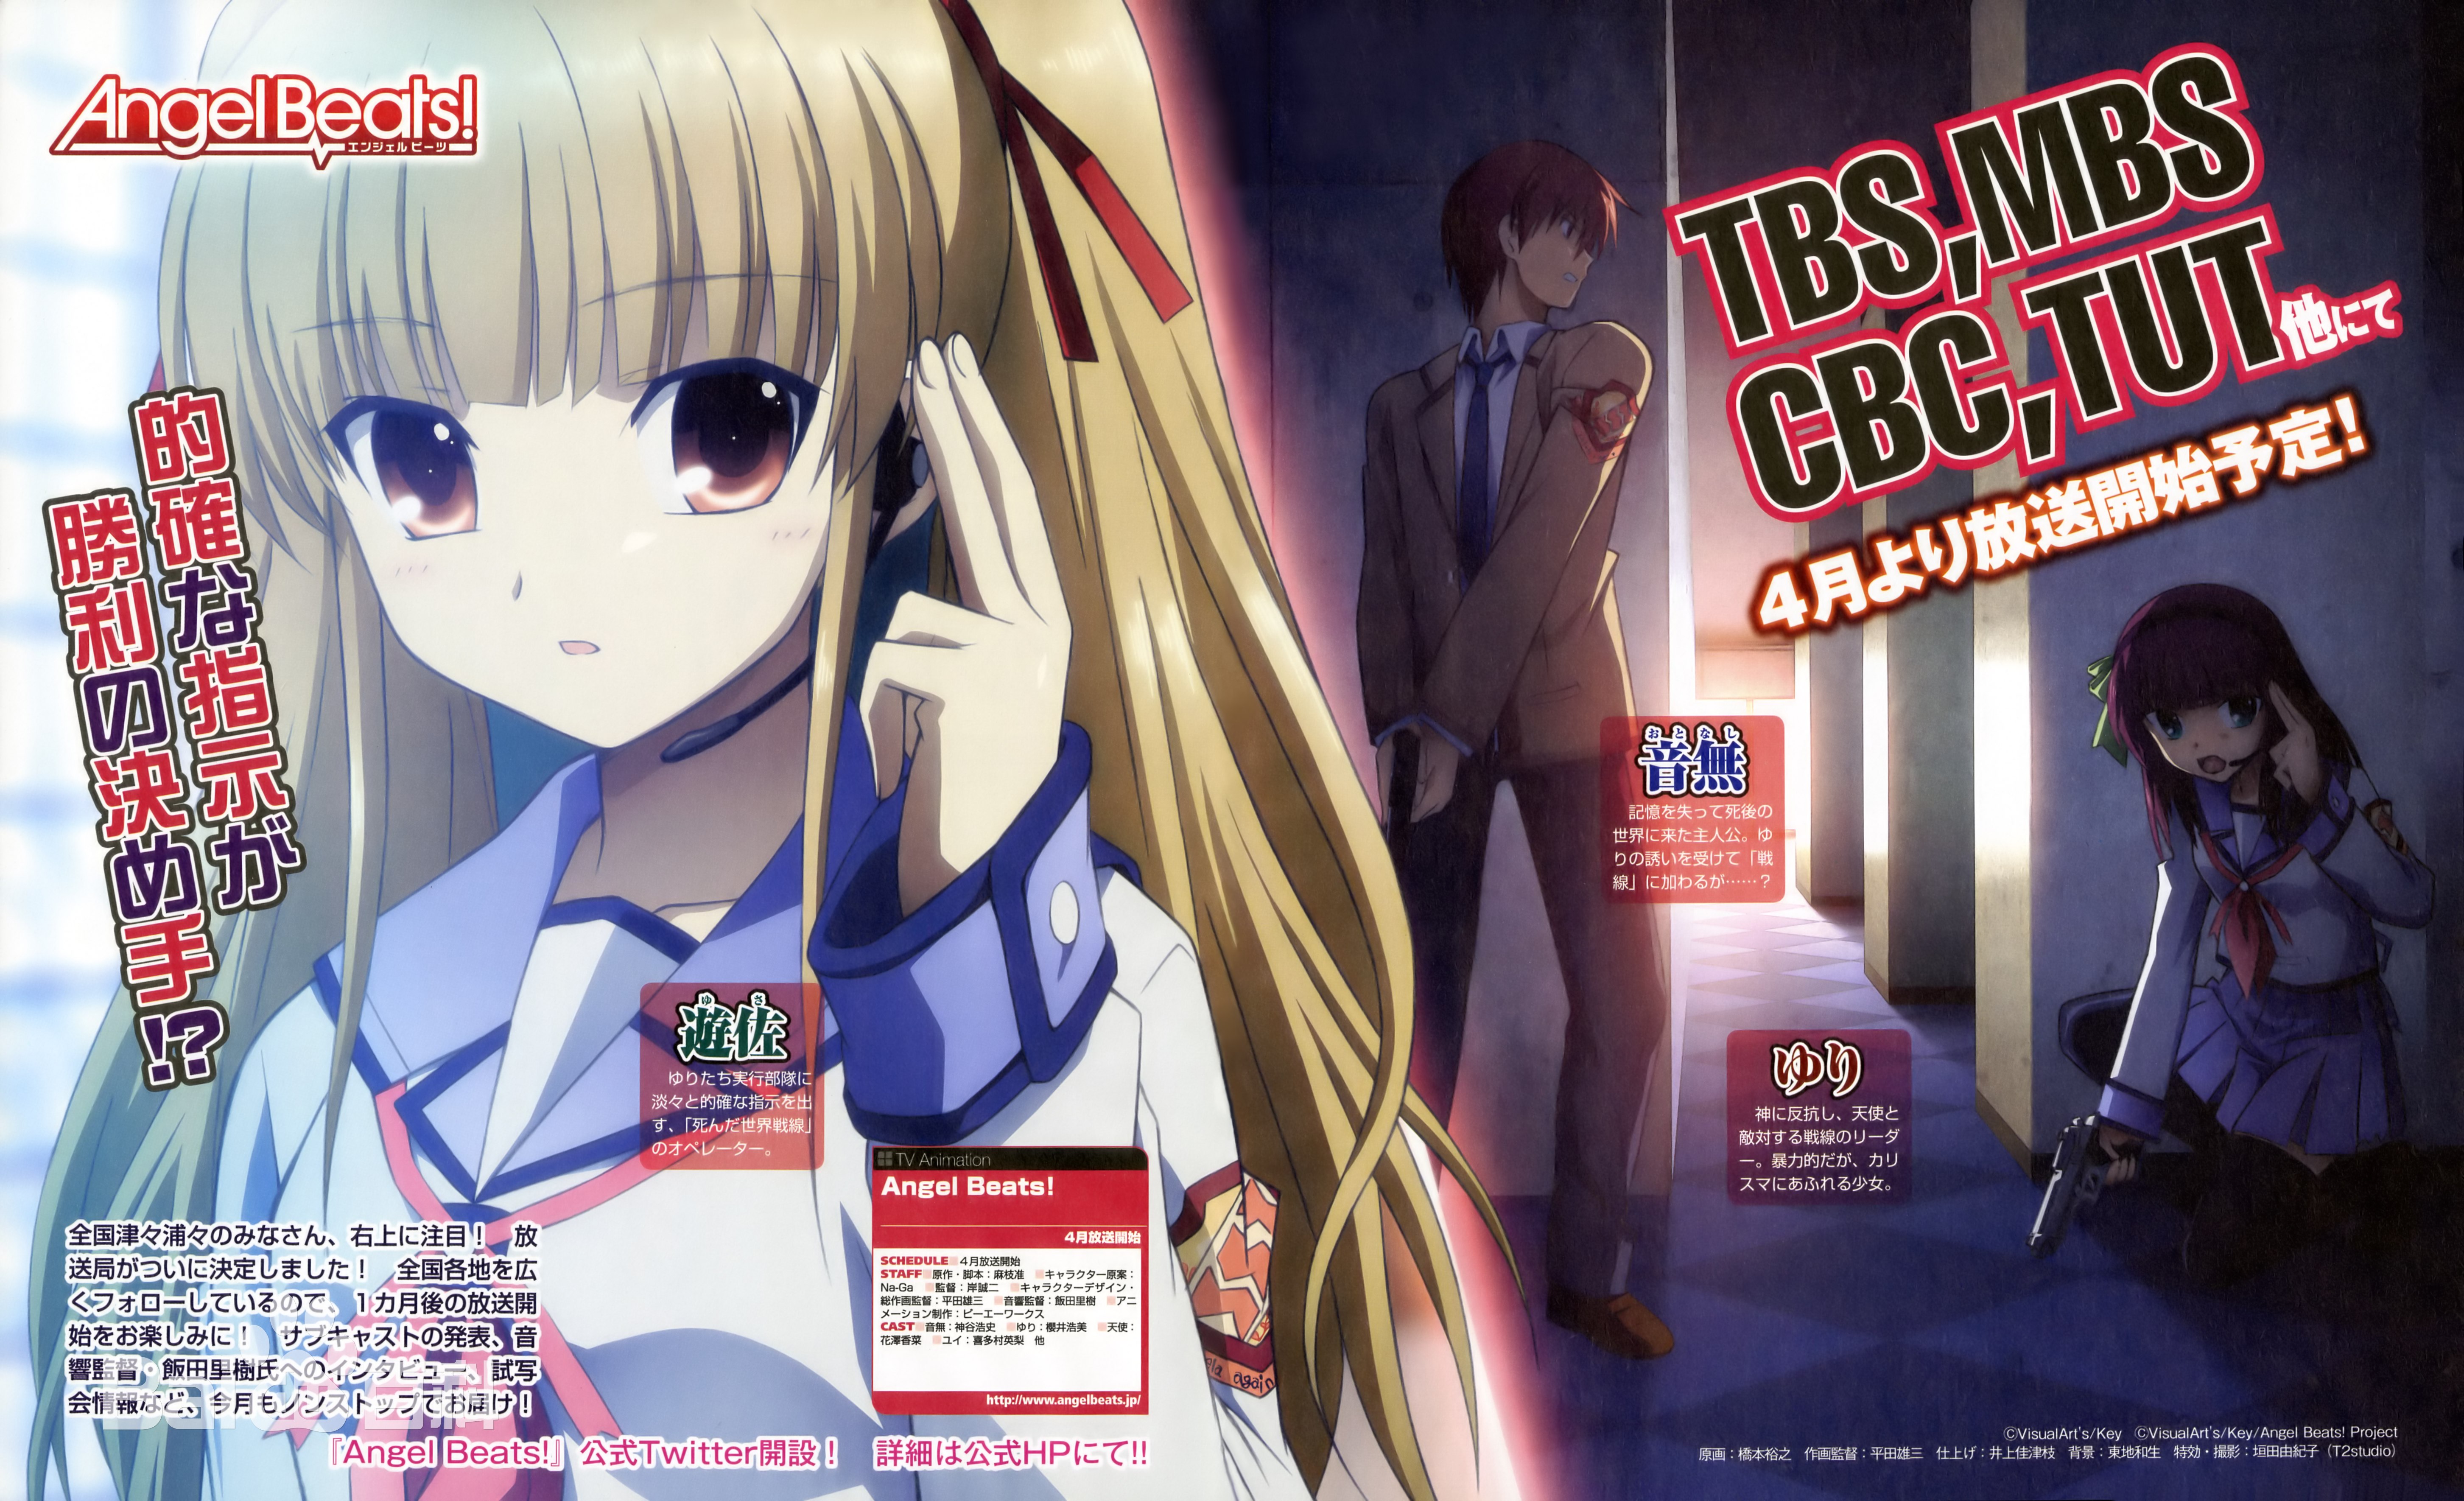 Angel Beats!
エンジェル ビーツ
TBS,MBS
CBC,TUT他にて
4月より放送開始予定!
的確な指示が
勝利の決め手!?
おとなし
音無
記憶を失って死後の
世界に来た主人公。ゆ
りの誘いを受けて「戦
線」に加わるが……?
ゆさ
遊佐
ゆりたち実行部隊に
淡々と的確な指示を出
す、「死んだ世界戦線」
のオペレーター。
ゆり
神に反抗し、天使と
敵対する戦線のリーダ
ー。暴力的だが、カリ
スマにあふれる少女。
TV Animation
Angel Beats!
4月放送開始
SCHEDULE■4月放送開始
STAFF■原作・脚本:麻枝准 ■キャラクター原案:
Na-Ga ■監督:岸誠二 ■キャラクターデザイン・
総作画監督:平田雄三 ■音響監督:飯田里樹 ■アニ
メーション制作:ピーエーワークス
CAST■音無:神谷浩史 ■ゆり:櫻井浩美 ■天使:
花澤香菜 ■ユイ:喜多村英梨 他
http://www.angelbeats.jp/
全国津々浦々のみなさん、右上に注目! 放
送局がついに決定しました! 全国各地を広
くフォローしているので、1カ月後の放送開
始をお楽しみに! サブキャストの発表、音
響監督・飯田里樹氏へのインタビュー、試写
会情報など、今月もノンストップでお届け!
Bai百科
again
『Angel Beats!』公式Twitter開設! 詳細は公式HPにて!!
©VisualArt's/Key ©VisualArt's/Key/Angel Beats! Project
原画:橋本裕之 作画監督:平田雄三 仕上げ:井上佳津枝 背景:東地和生 特効・撮影:垣田由紀子(T2studio)